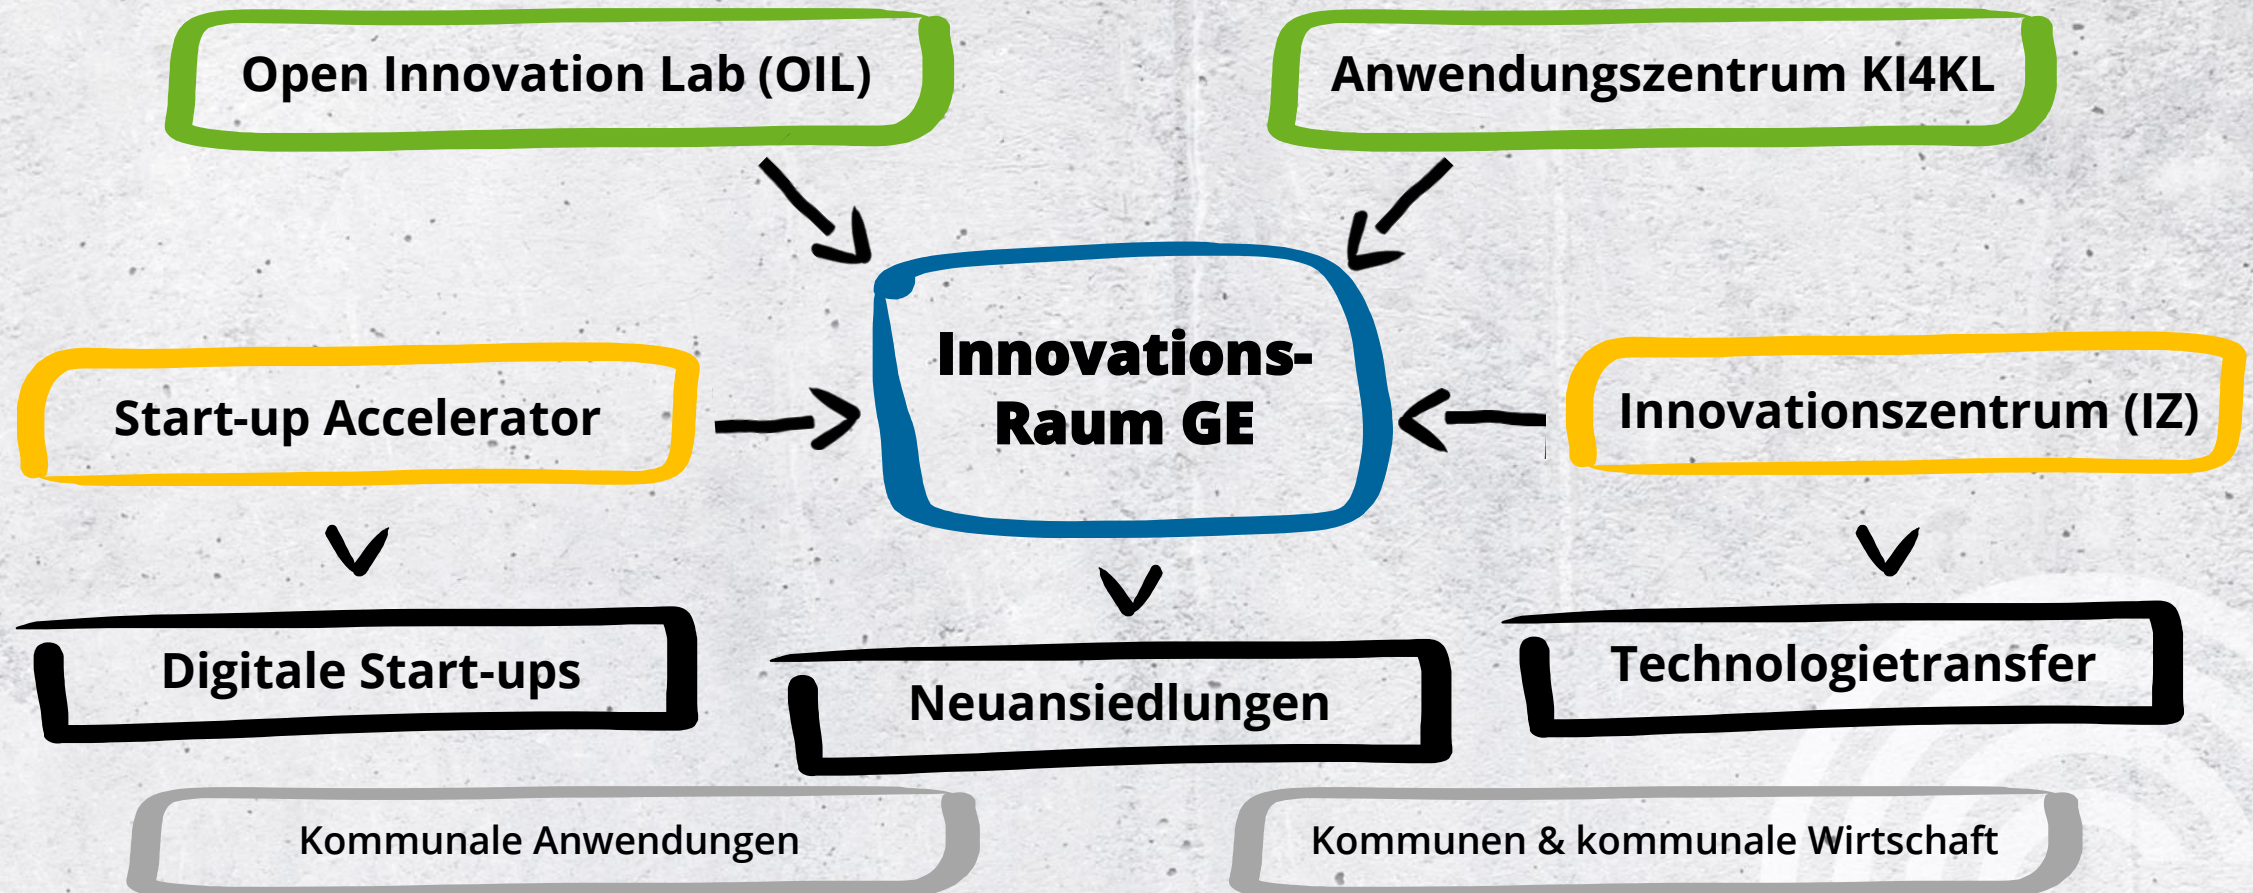 Open Innovation Lab (OIL)
Anwendungszentrum KI4KL
Innovations-
Raum GE
Start-up Accelerator
Innovationszentrum (IZ)
Digitale Start-ups
Neuansiedlungen
Technologietransfer
Kommunale Anwendungen
Kommunen & kommunale Wirtschaft